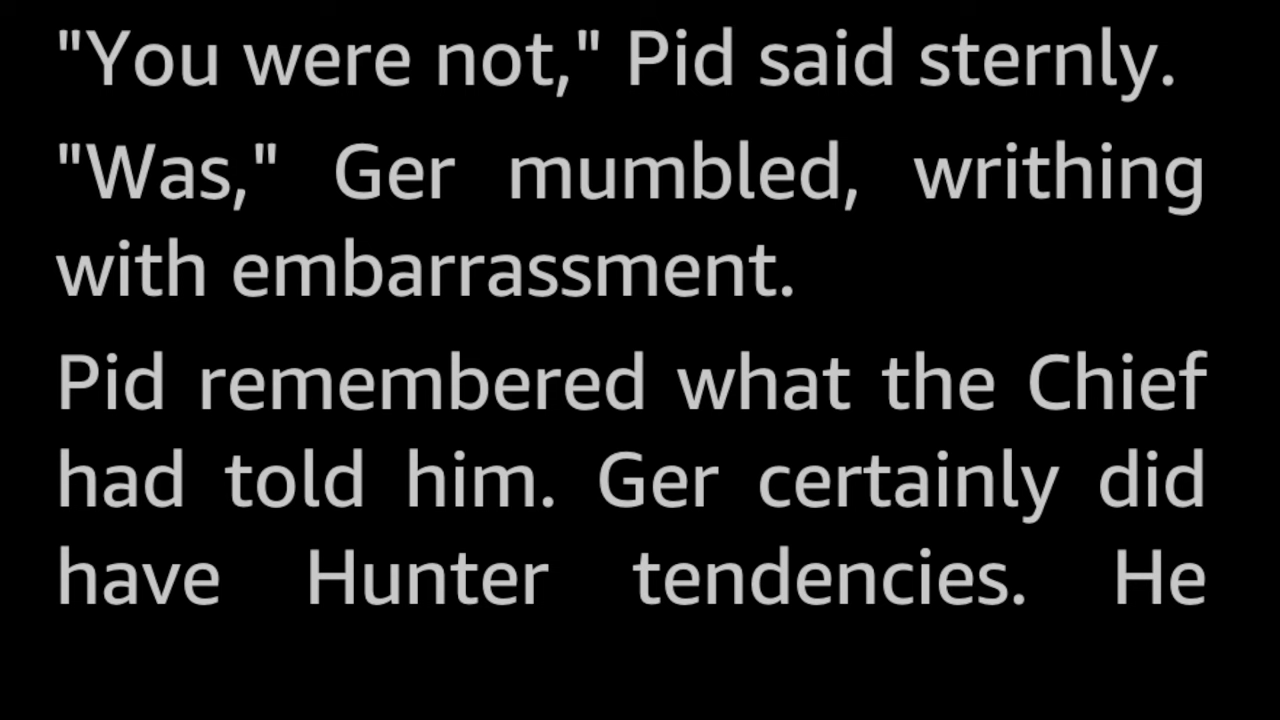 "You were not," Pid said sternly.
"Was," Ger mumbled, writhing
with embarrassment.
Pid remembered what the Chief
had told him. Ger certainly did
have Hunter tendencies. He